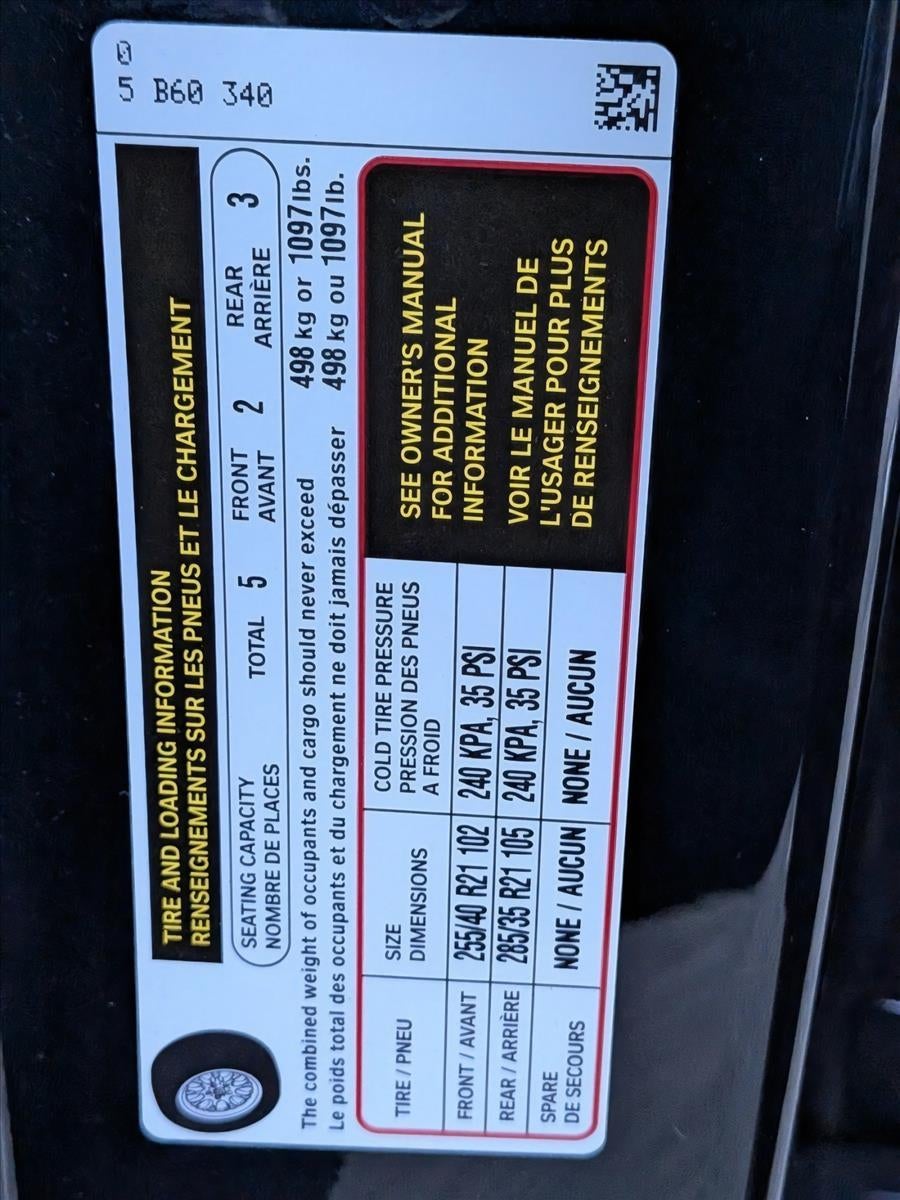 5 B60 340
0
TIRE AND LOADING INFORMATION
RENSEIGNEMENTS SUR LES PNEUS ET LE CHARGEMENT
SEATING CAPACITY
NOMBRE DE PLACES
TOTAL 5
FRONT
AVANT
2
REAR
ARRIÈRE
3
The combined weight of occupants and cargo should never exceed 498 kg or 1097lbs.
Le poids total des occupants et du chargement ne doit jamais dépasser 498 kg ou 1097lb.
TIRE / PNEU
SIZE
DIMENSIONS
COLD TIRE PRESSURE
PRESSION DES PNEUS
A FROID
FRONT / AVANT 255/40 R21 102 240 KPA, 35 PSI
REAR / ARRIÈRE 285/35 R21 105 240 KPA, 35 PSI
SPARE
DE SECOURS
NONE / AUCUN NONE / AUCUN
SEE OWNER'S MANUAL
FOR ADDITIONAL
INFORMATION
VOIR LE MANUEL DE
L'USAGER POUR PLUS
DE RENSEIGNEMENTS